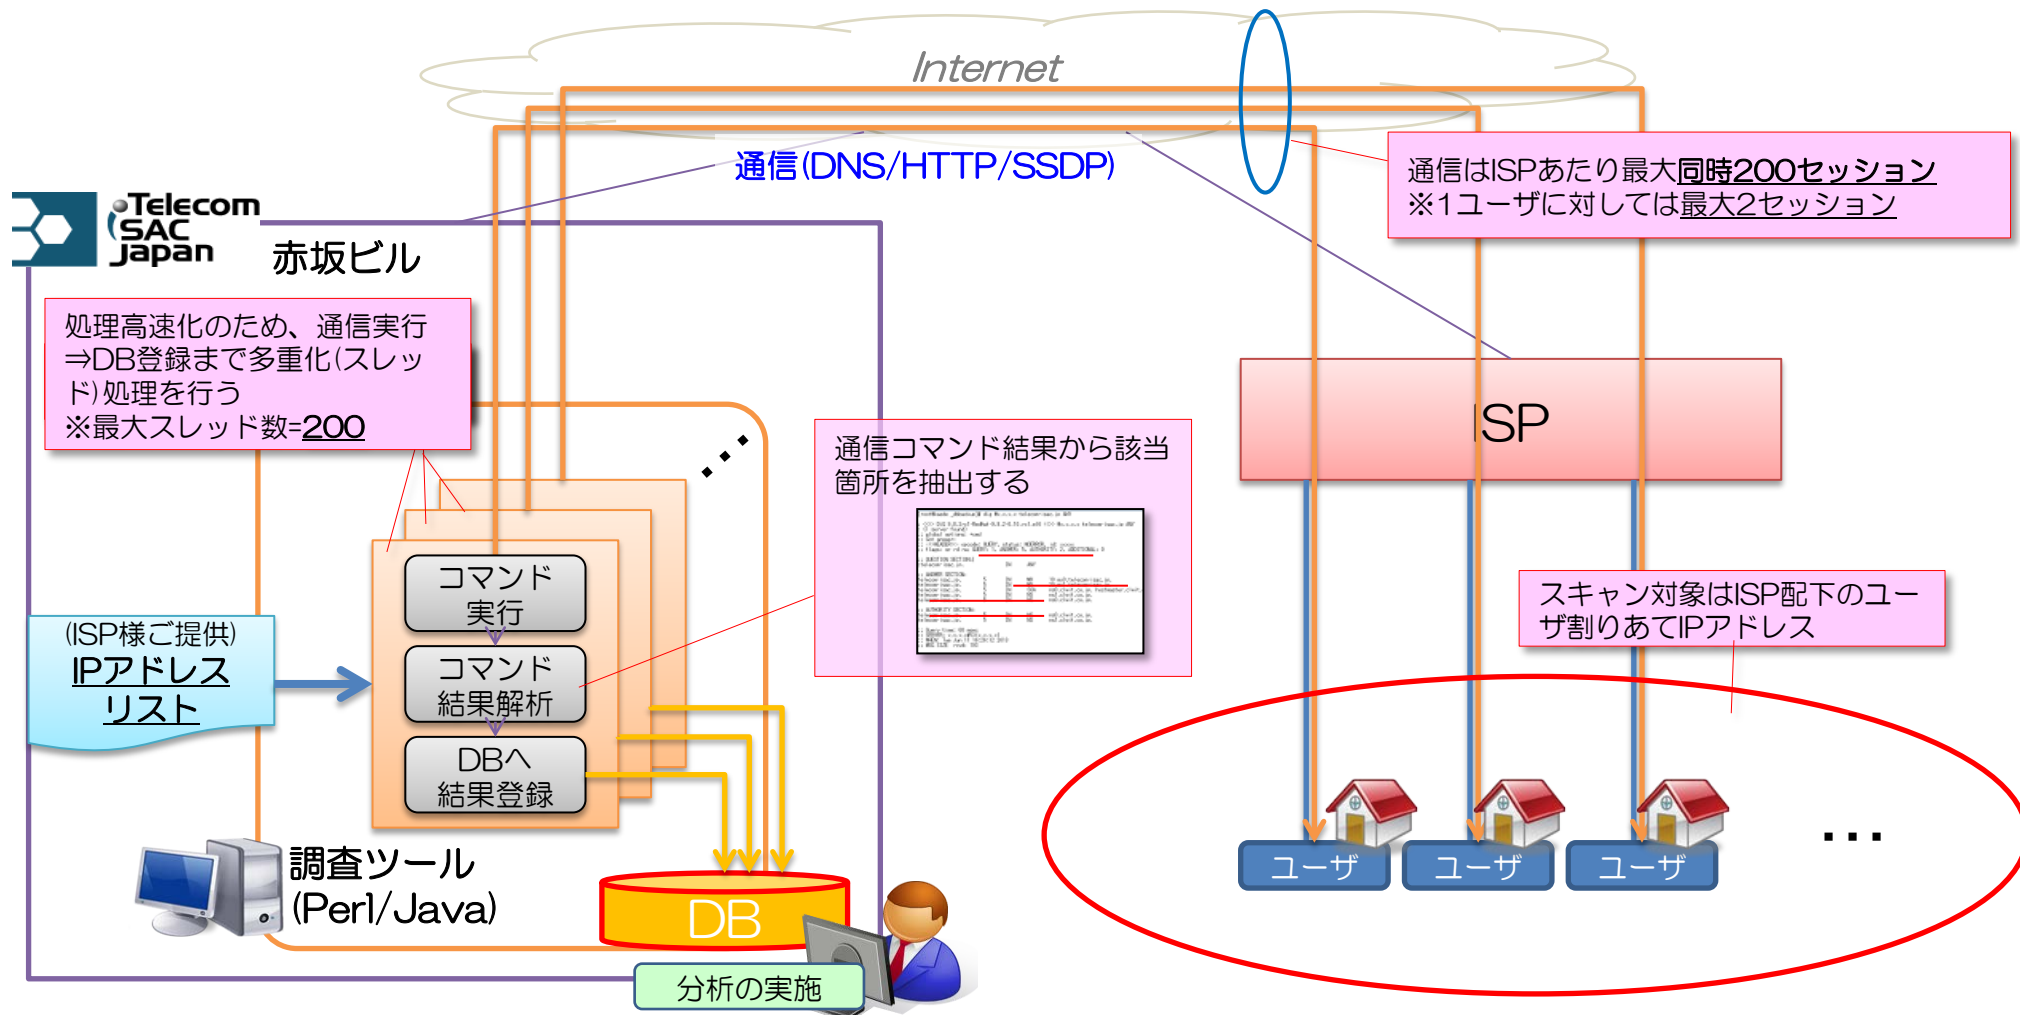 Internet
通信(DNS/HTTP/SSDP)
通信はISPあたり最大同時200セッション
※1ユーザに対しては最大2セッション
Telecom
ISAC
Japan
赤坂ビル
処理高速化のため、通信実行
⇒DB登録まで多重化(スレッ
ド)処理を行う
※最大スレッド数=200
...
通信コマンド結果から該当
箇所を抽出する
ISP
コマンド
実行
コマンド
結果解析
DBへ
結果登録
(ISP様ご提供)
IPアドレス
リスト
スキャン対象はISP配下のユー
ザ割りあてIPアドレス
調査ツール
(Perl/Java)
DB
分析の実施
ユーザ
ユーザ
ユーザ
...